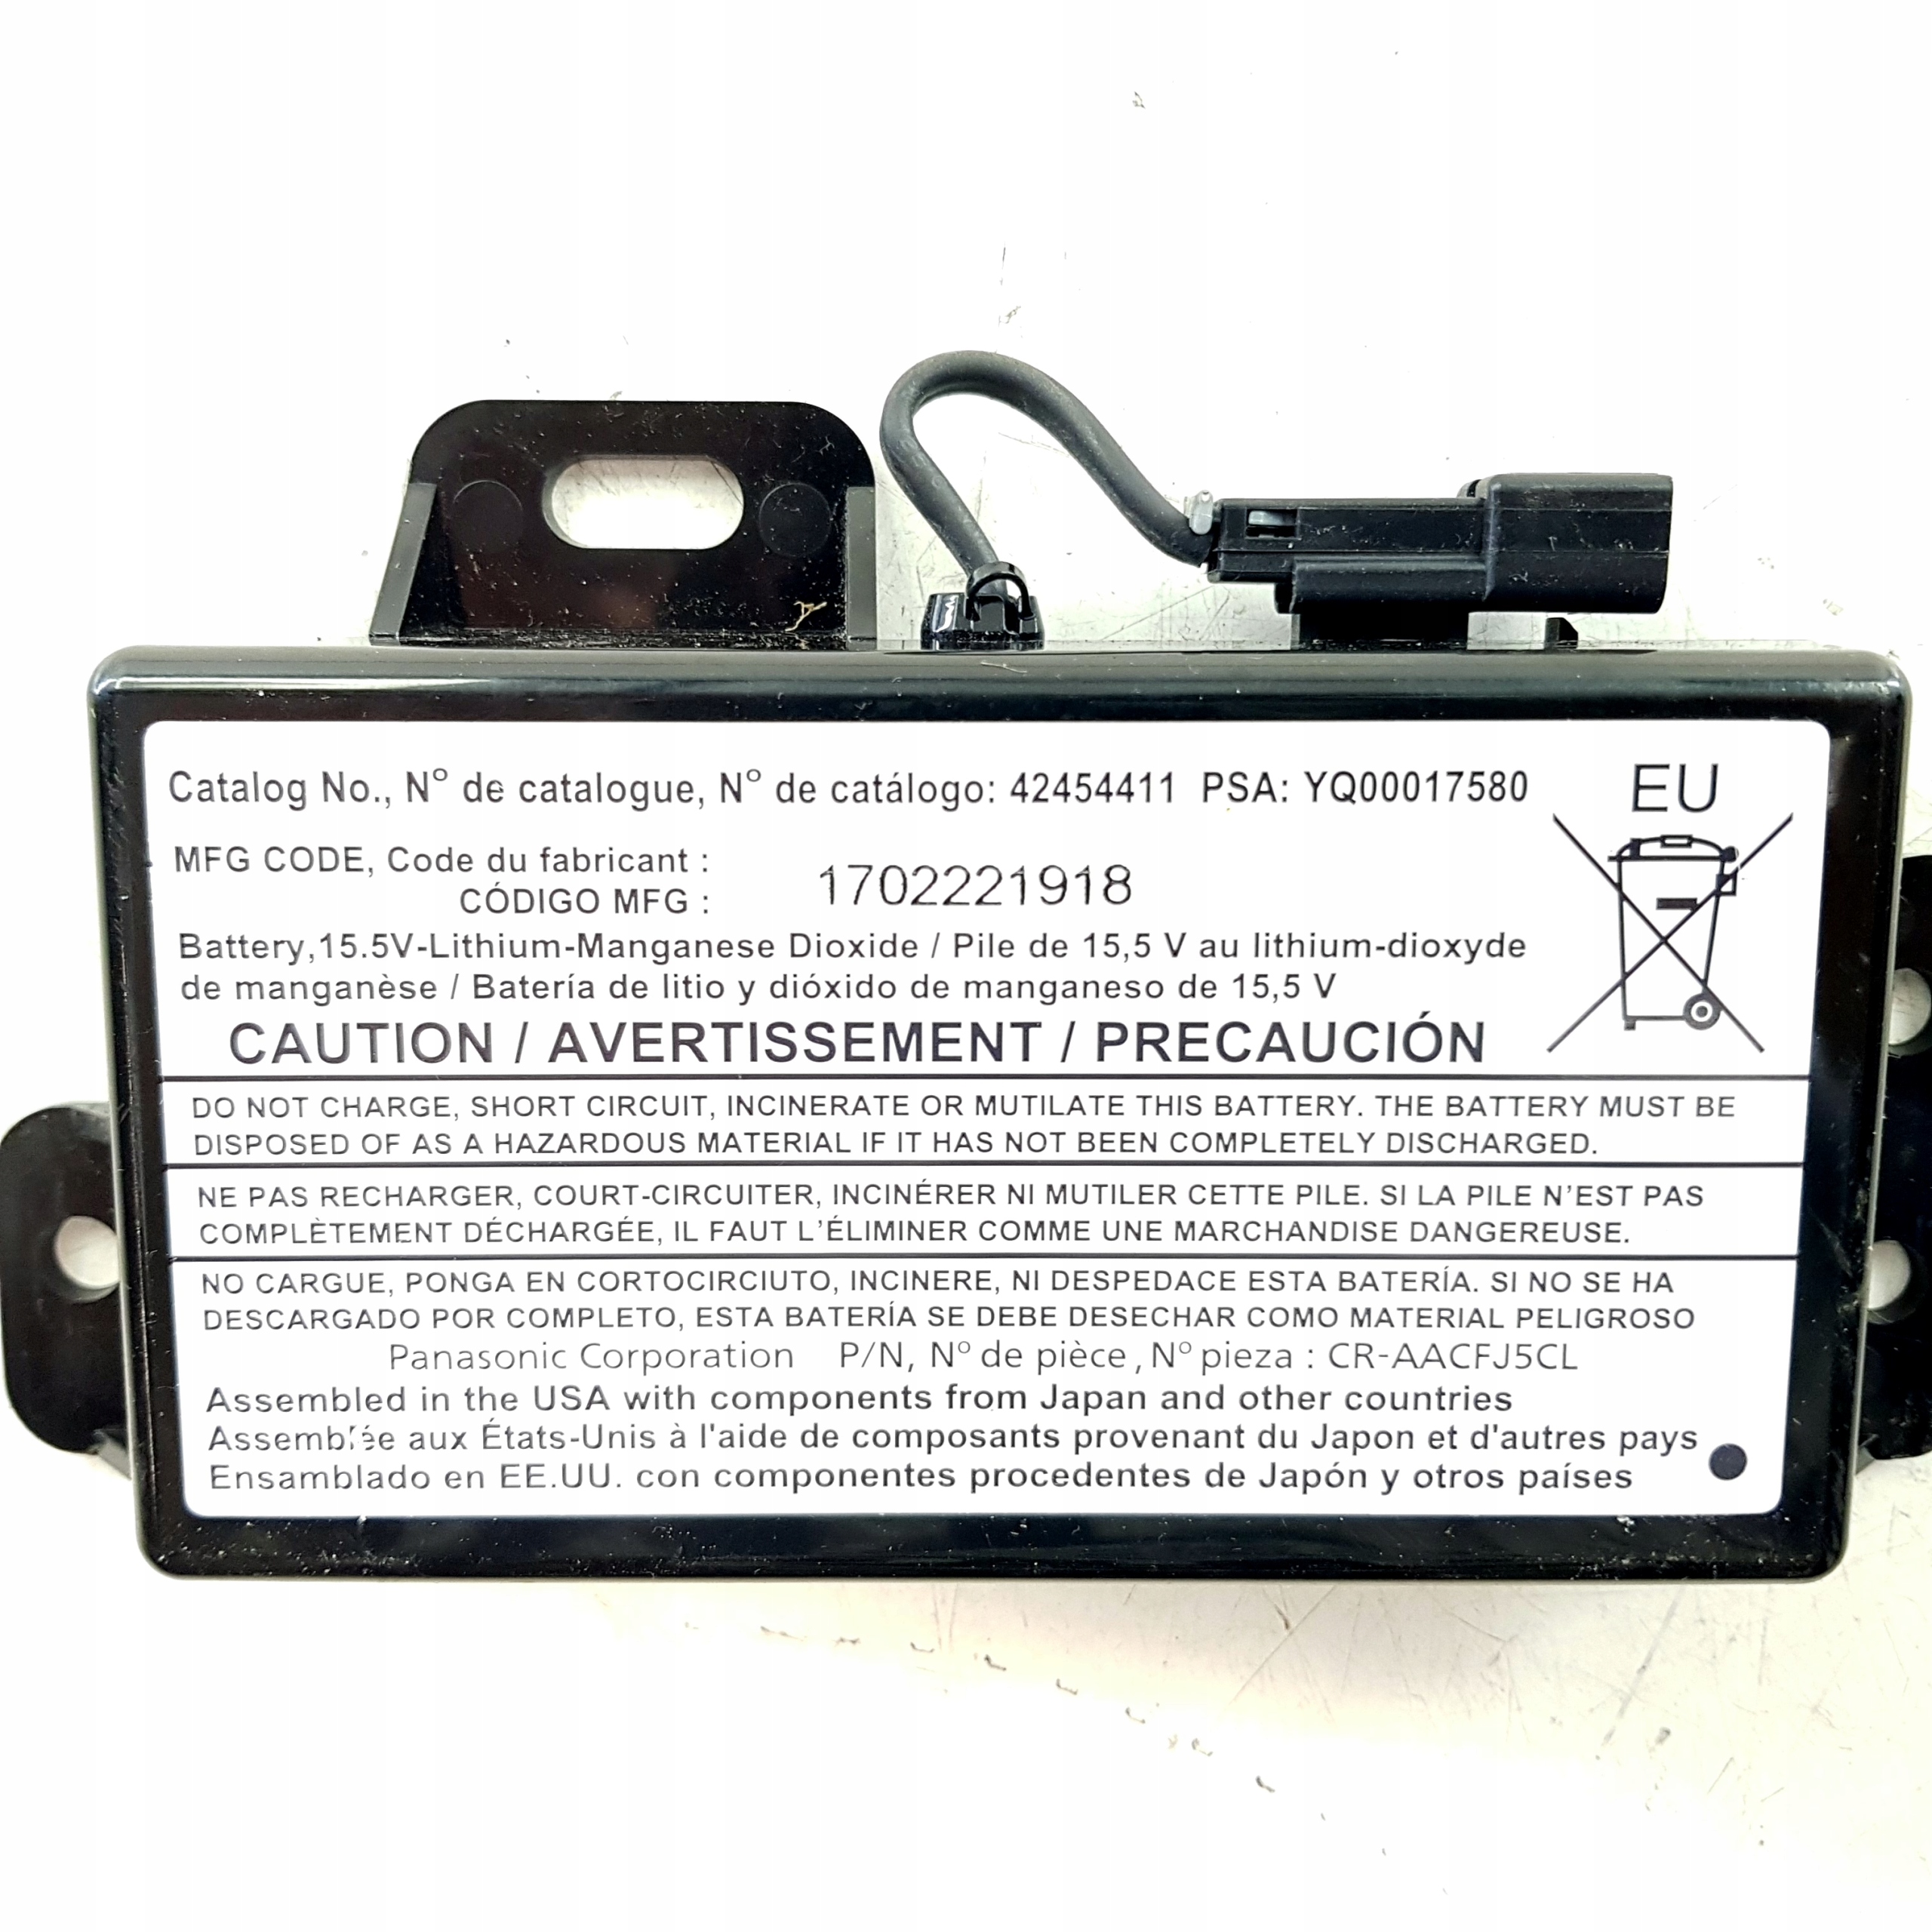 Catalog No., N° de catalogue, N° de catálogo: 42454411 PSA: YQ00017580
EU
MFG CODE, Code du fabricant :
CÓDIGO MFG :
1702221918
Battery,15.5V-Lithium-Manganese Dioxide / Pile de 15,5 V au lithium-dioxyde
de manganèse / Batería de litio y dióxido de manganeso de 15,5 V
CAUTION / AVERTISSEMENT / PRECAUCIÓN
DO NOT CHARGE, SHORT CIRCUIT, INCINERATE OR MUTILATE THIS BATTERY. THE BATTERY MUST BE
DISPOSED OF AS A HAZARDOUS MATERIAL IF IT HAS NOT BEEN COMPLETELY DISCHARGED.
NE PAS RECHARGER, COURT-CIRCUITER, INCINÉRER NI MUTILER CETTE PILE. SI LA PILE N'EST PAS
COMPLÈTEMENT DÉCHARGÉE, IL FAUT L'ÉLIMINER COMME UNE MARCHANDISE DANGEREUSE.
NO CARGUE, PONGA EN CORTOCIRCIUTO, INCINERE, NI DESPEDACE ESTA BATERÍA. SI NO SE HA
DESCARGADO POR COMPLETO, ESTA BATERÍA SE DEBE DESECHAR COMO MATERIAL PELIGROSO
Panasonic Corporation P/N, N° de pièce, N° pieza : CR-AACFJ5CL
Assembled in the USA with components from Japan and other countries
Assemblée aux États-Unis à l'aide de composants provenant du Japon et d'autres pays
Ensamblado en EE.UU. con componentes procedentes de Japón y otros países